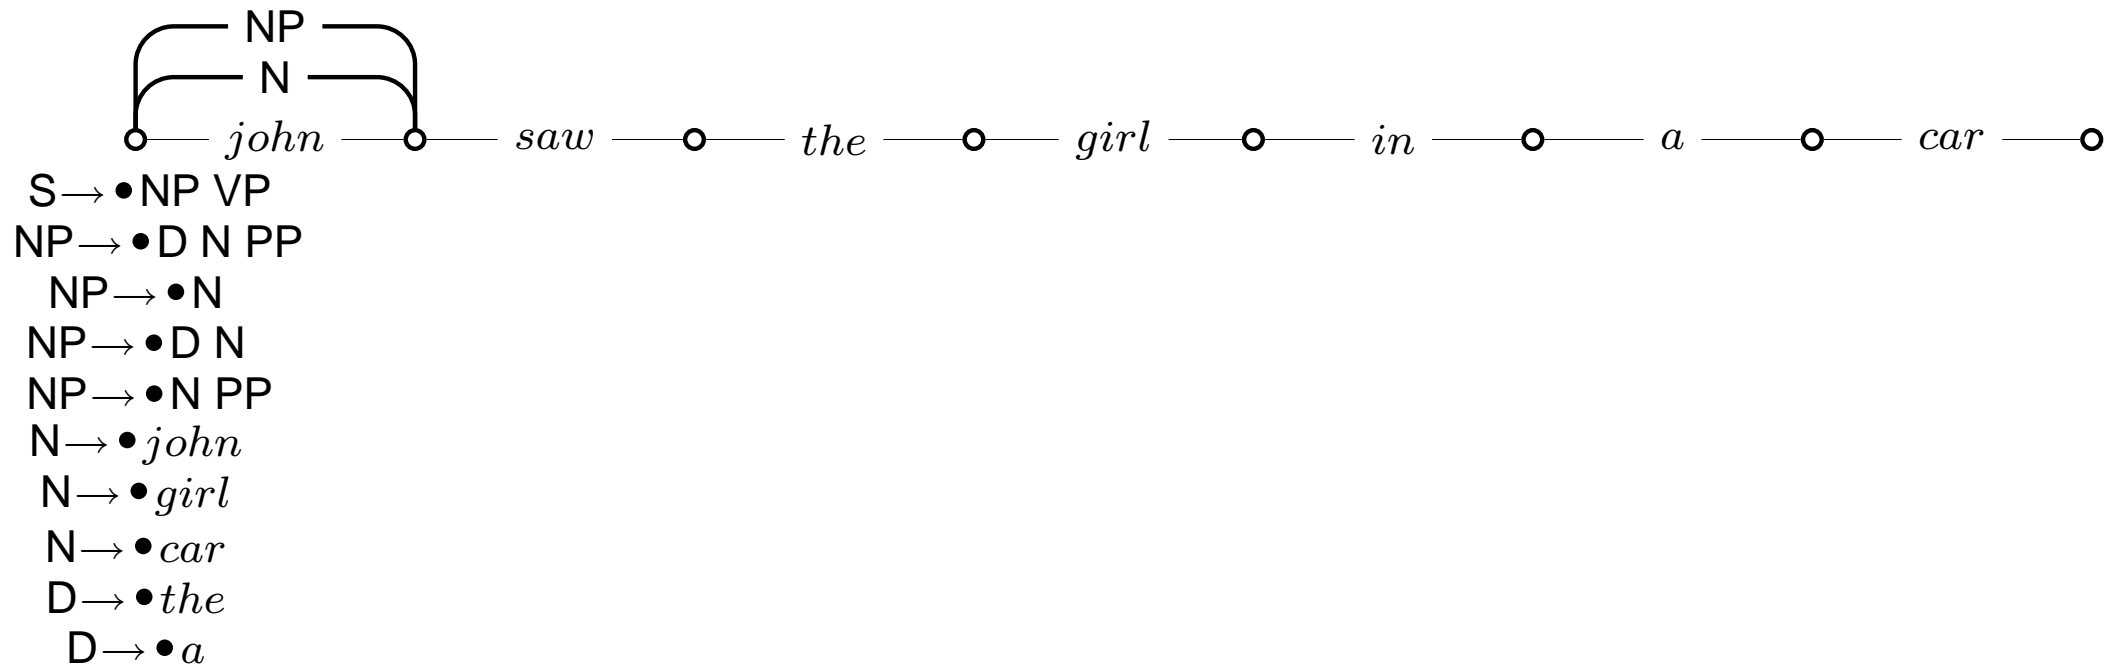 NP
N
john saw the girl in a car
S→•NP VP
NP→•D N PP
NP→•N
NP→•D N
NP→•N PP
N→•john
N→•girl
N→•car
D→•the
D→•a